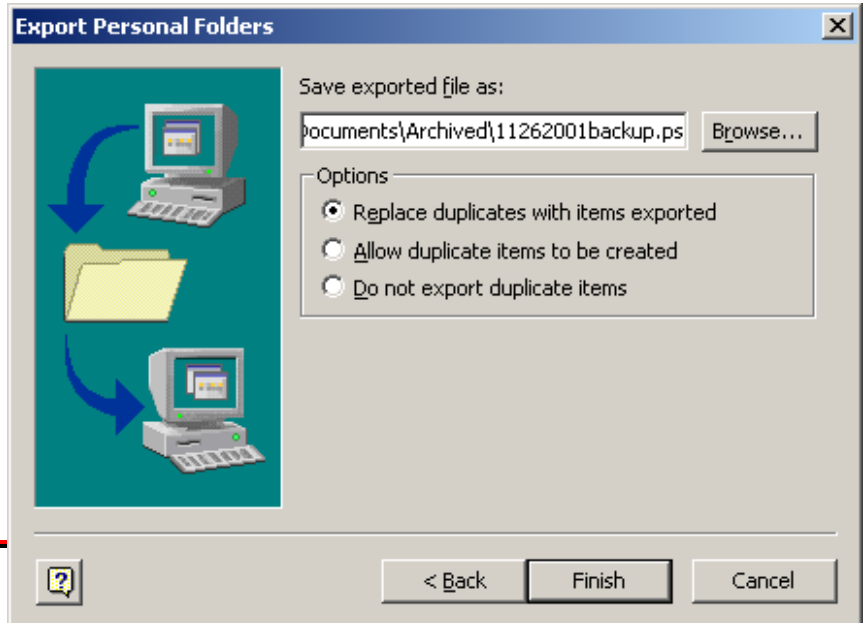 Export Personal Folders
Save exported file as:
Documents\Archived\11262001backup.ps
Browse...
Options
Replace duplicates with items exported
Allow duplicate items to be created
Do not export duplicate items
< Back
Finish
Cancel